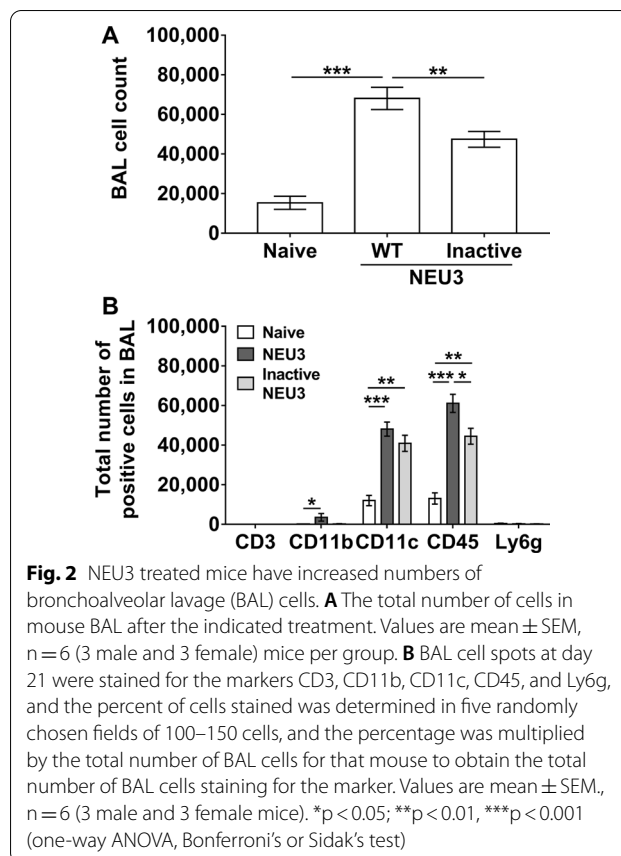 A
100,000
80,000
60,000
40,000
20,000
0
BAL cell count
***
**
Naive
WT
Inactive
NEU3
B
100,000
80,000
60,000
40,000
20,000
0
Total number of
positive cells in BAL
Naive
NEU3
Inactive
NEU3
*
**
***
**
***
*
CD3 CD11b CD11c CD45 Ly6g
Fig. 2 NEU3 treated mice have increased numbers of
bronchoalveolar lavage (BAL) cells. A The total number of cells in
mouse BAL after the indicated treatment. Values are mean ± SEM,
n = 6 (3 male and 3 female) mice per group. B BAL cell spots at day
21 were stained for the markers CD3, CD11b, CD11c, CD45, and Ly6g,
and the percent of cells stained was determined in five randomly
chosen fields of 100–150 cells, and the percentage was multiplied
by the total number of BAL cells for that mouse to obtain the total
number of BAL cells staining for the marker. Values are mean ± SEM.,
n = 6 (3 male and 3 female mice). *p < 0.05; **p < 0.01, ***p < 0.001
(one-way ANOVA, Bonferroni's or Sidak's test)